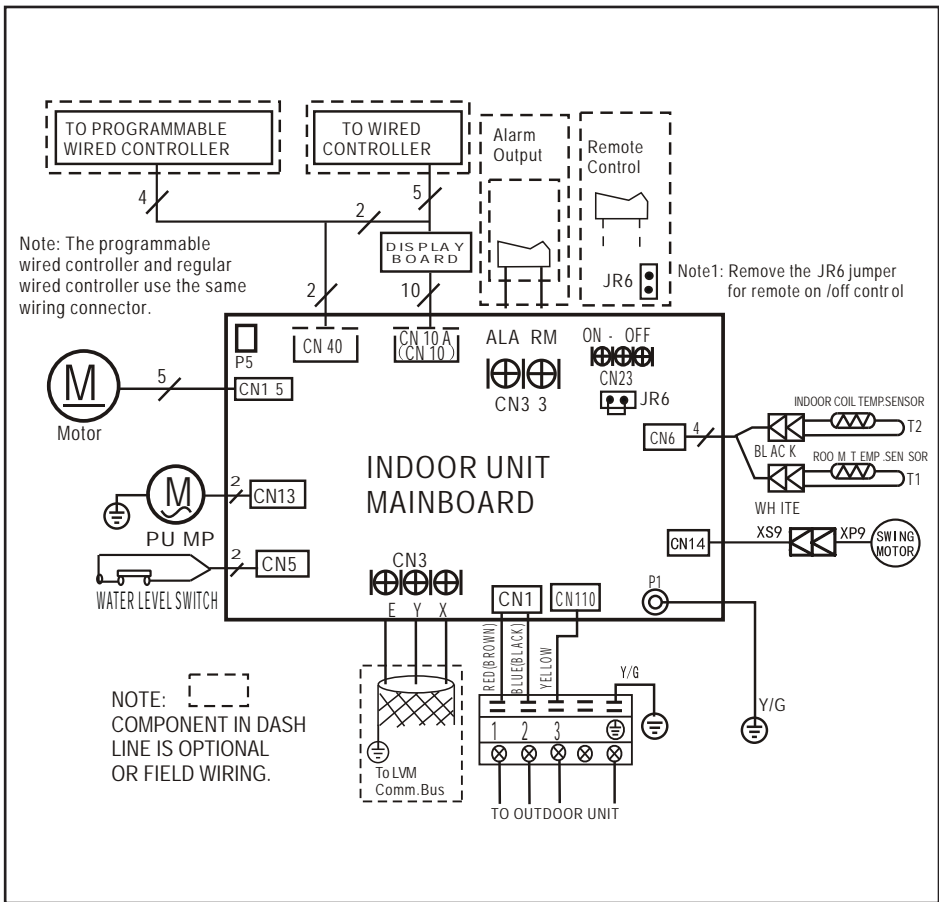 TO PROGRAMMABLE
WIRED CONTROLLER
TO WIRED
CONTROLLER
Alarm
Output
Remote
Control
4
5
2
Note: The programmable
wired controller and regular
wired controller use the same
wiring connector.
DISPLAY
BOARD
2
10
JR6
Note1: Remove the JR6 jumper
for remote on /off control
P5
CN 40
CN 10 A
(CN 10)
ALA RM
CN3 3
ON - OFF
CN23
JR6
M
Motor
5
CN1 5
CN6
4
INDOOR COIL TEMP.SENSOR
T2
BLACK
ROOM TEMP.SENSOR
T1
WHITE
INDOOR UNIT
MAINBOARD
M
PUMP
2
CN13
CN14
XS9
XP9
SWING
MOTOR
WATER LEVEL SWITCH
2
CN5
CN3
E Y X
CN1
CN110
P1
RED(BROWN)
BLUE(BLACK)
YELLOW
Y/G
Y/G
1 2 3
NOTE:
COMPONENT IN DASH
LINE IS OPTIONAL
OR FIELD WIRING.
To LVM
Comm.Bus
TO OUTDOOR UNIT